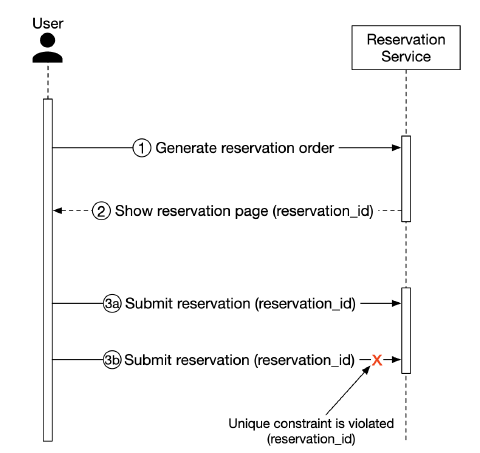 User
Reservation
Service
1 Generate reservation order
2 Show reservation page (reservation_id)
3a Submit reservation (reservation_id)
3b Submit reservation (reservation_id) X
Unique constraint is violated
(reservation_id)